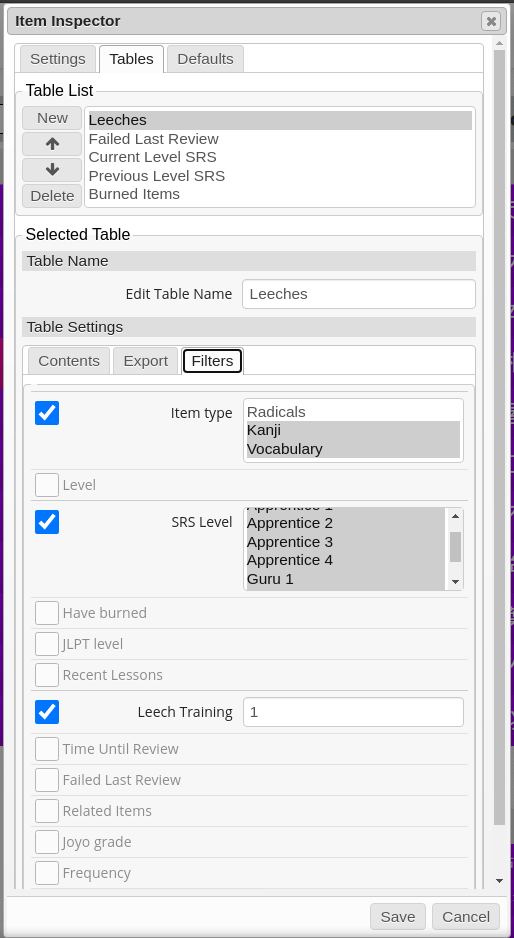 Item Inspector
Settings Tables Defaults
Table List
New
Delete
Leeches
Failed Last Review
Current Level SRS
Previous Level SRS
Burned Items
Selected Table
Table Name
Edit Table Name Leeches
Table Settings
Contents Export Filters
Item type
Radicals
Kanji
Vocabulary
Level
SRS Level
Apprentice 1
Apprentice 2
Apprentice 3
Apprentice 4
Guru 1
Have burned
JLPT level
Recent Lessons
Leech Training 1
Time Until Review
Failed Last Review
Related Items
Joyo grade
Frequency
Save Cancel